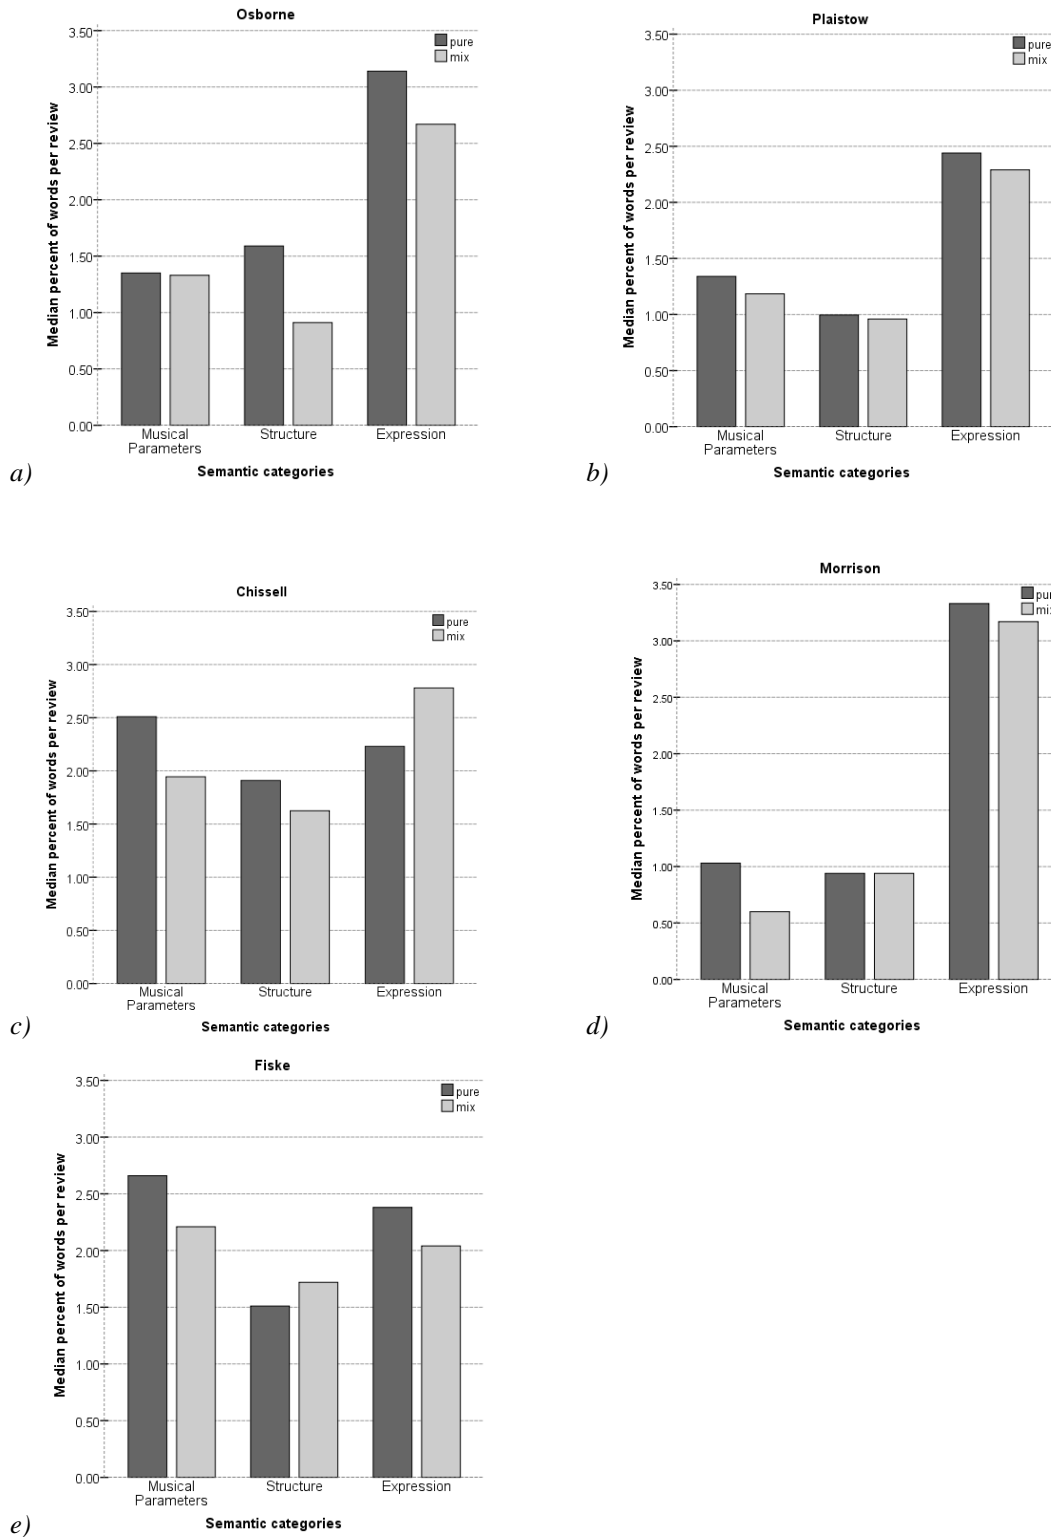 Osborne
3.50
3.00
2.50
2.00
1.50
1.00
0.50
0.00
Median percent of words per review
pure
mix
Musical
Parameters
Structure
Expression
Semantic categories
a)
Plaistow
3.50
3.00
2.50
2.00
1.50
1.00
0.50
0.00
Median percent of words per review
pure
mix
Musical
Parameters
Structure
Expression
Semantic categories
b)
Chissell
3.50
3.00
2.50
2.00
1.50
1.00
0.50
0.00
Median percent of words per review
pure
mix
Musical
Parameters
Structure
Expression
Semantic categories
c)
Morrison
3.50
3.00
2.50
2.00
1.50
1.00
0.50
0.00
Median percent of words per review
Musical
Parameters
Structure
Expression
Semantic categories
d)
Fiske
3.50
3.00
2.50
2.00
1.50
1.00
0.50
0.00
Median percent of words per review
pure
mix
Musical
Parameters
Structure
Expression
Semantic categories
e)